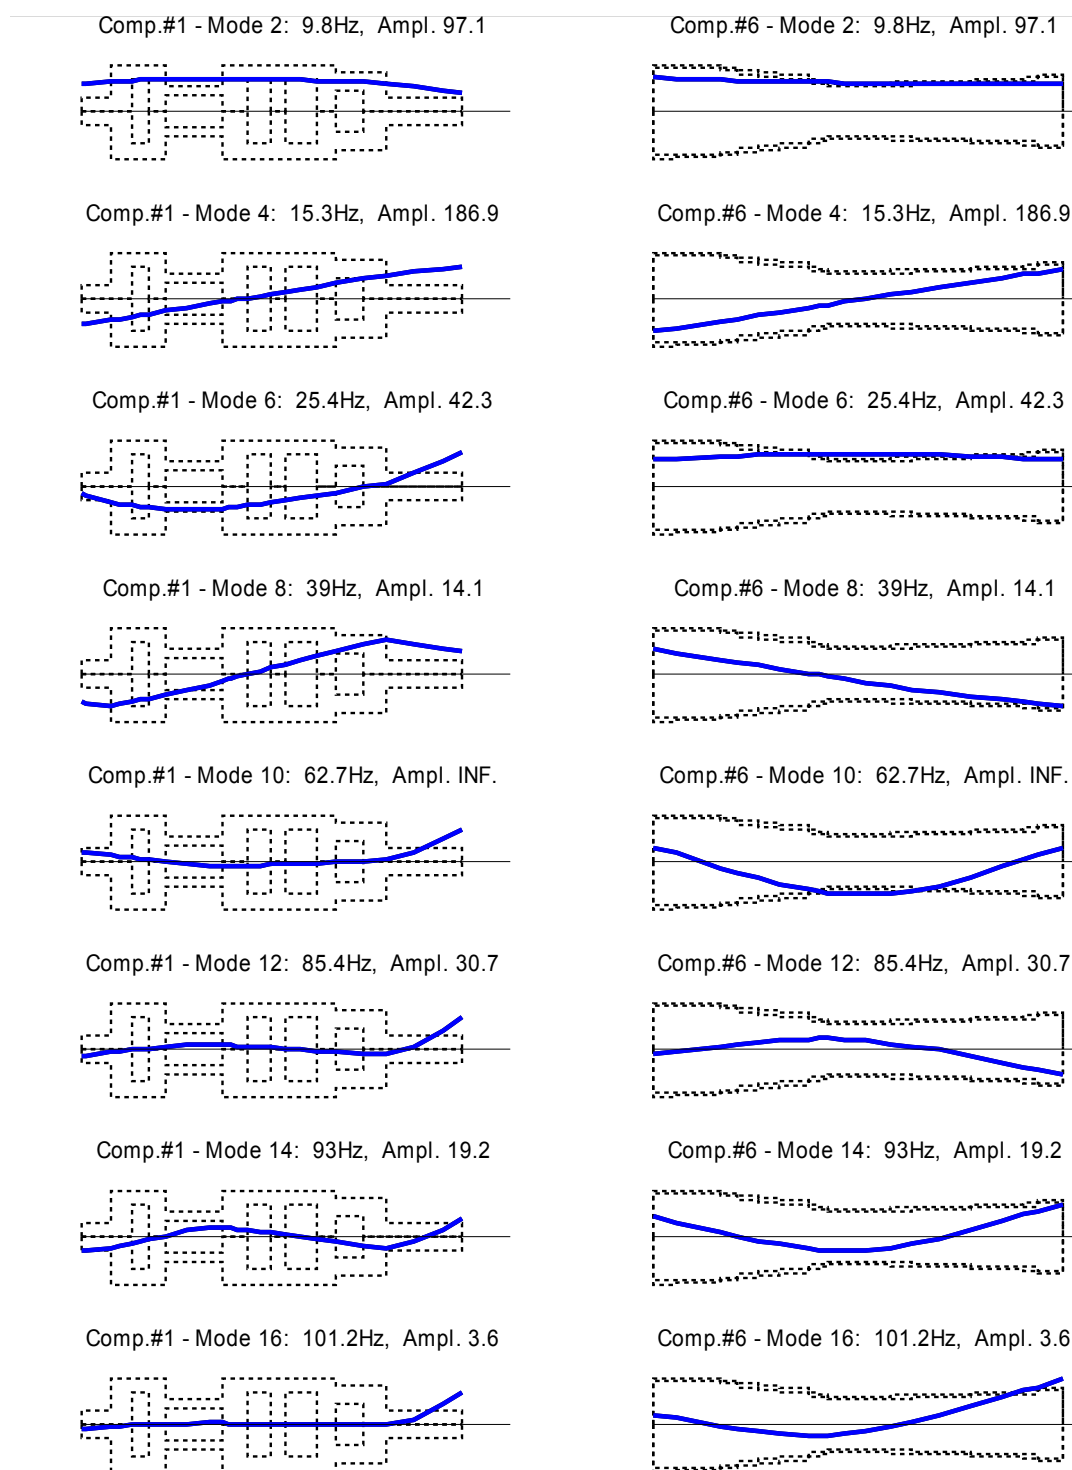 Comp.#1 - Mode 2:  9.8Hz,  Ampl. 97.1
Comp.#6 - Mode 2:  9.8Hz,  Ampl. 97.1
Comp.#1 - Mode 4:  15.3Hz,  Ampl. 186.9
Comp.#6 - Mode 4:  15.3Hz,  Ampl. 186.9
Comp.#1 - Mode 6:  25.4Hz,  Ampl. 42.3
Comp.#6 - Mode 6:  25.4Hz,  Ampl. 42.3
Comp.#1 - Mode 8:  39Hz,  Ampl. 14.1
Comp.#6 - Mode 8:  39Hz,  Ampl. 14.1
Comp.#1 - Mode 10:  62.7Hz,  Ampl. INF.
Comp.#6 - Mode 10:  62.7Hz,  Ampl. INF.
Comp.#1 - Mode 12:  85.4Hz,  Ampl. 30.7
Comp.#6 - Mode 12:  85.4Hz,  Ampl. 30.7
Comp.#1 - Mode 14:  93Hz,  Ampl. 19.2
Comp.#6 - Mode 14:  93Hz,  Ampl. 19.2
Comp.#1 - Mode 16:  101.2Hz,  Ampl. 3.6
Comp.#6 - Mode 16:  101.2Hz,  Ampl. 3.6